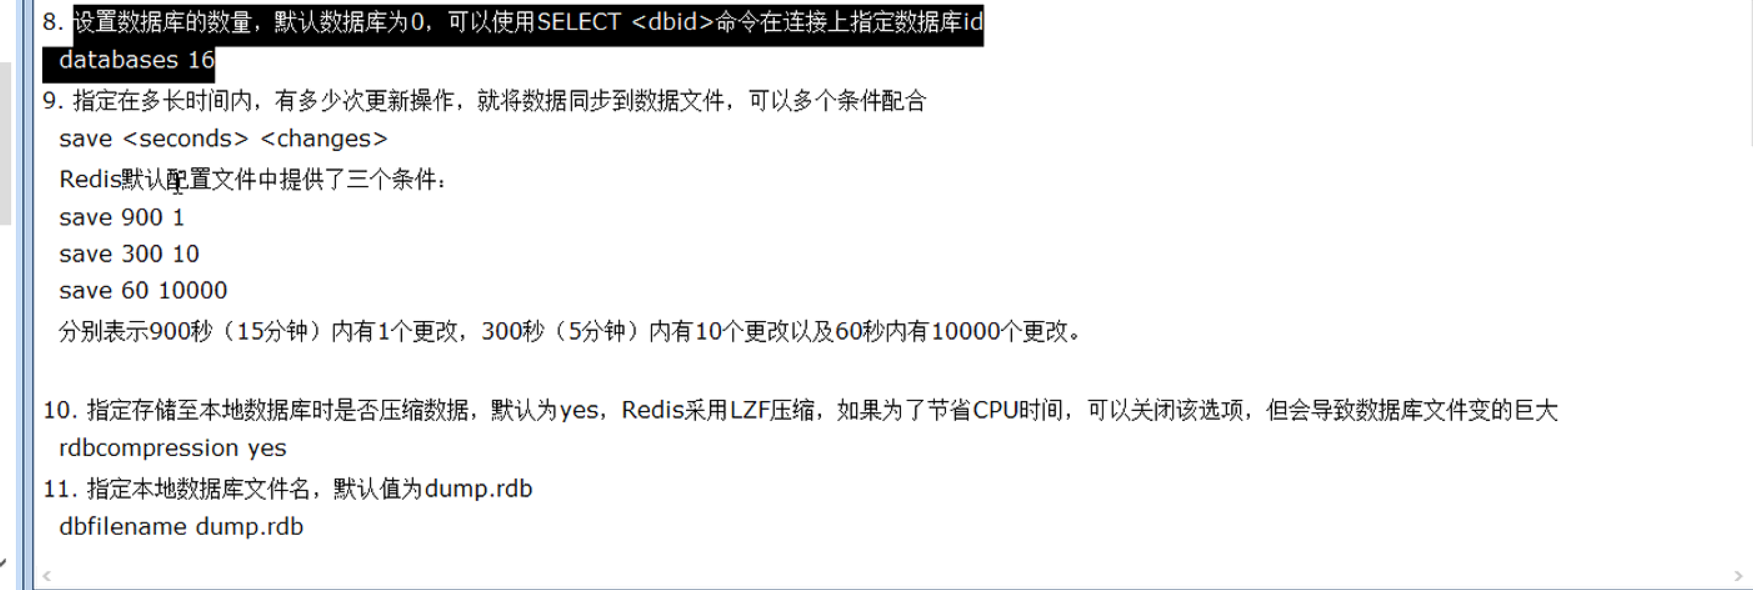 8. 设置数据库的数量，默认数据库为0，可以使用SELECT <dbid>命令在连接上指定数据库id
databases 16
9. 指定在多长时间内，有多少次更新操作，就将数据同步到数据文件，可以多个条件配合
save <seconds> <changes>
Redis默认配置文件中提供了三个条件：
save 900 1
save 300 10
save 60 10000
分别表示900秒（15分钟）内有1个更改，300秒（5分钟）内有10个更改以及60秒内有10000个更改。
10. 指定存储至本地数据库时是否压缩数据，默认为yes，Redis采用LZF压缩，如果为了节省CPU时间，可以关闭该选项，但会导致数据库文件变的巨大
rdbcompression yes
11. 指定本地数据库文件名，默认值为dump.rdb
dbfilename dump.rdb